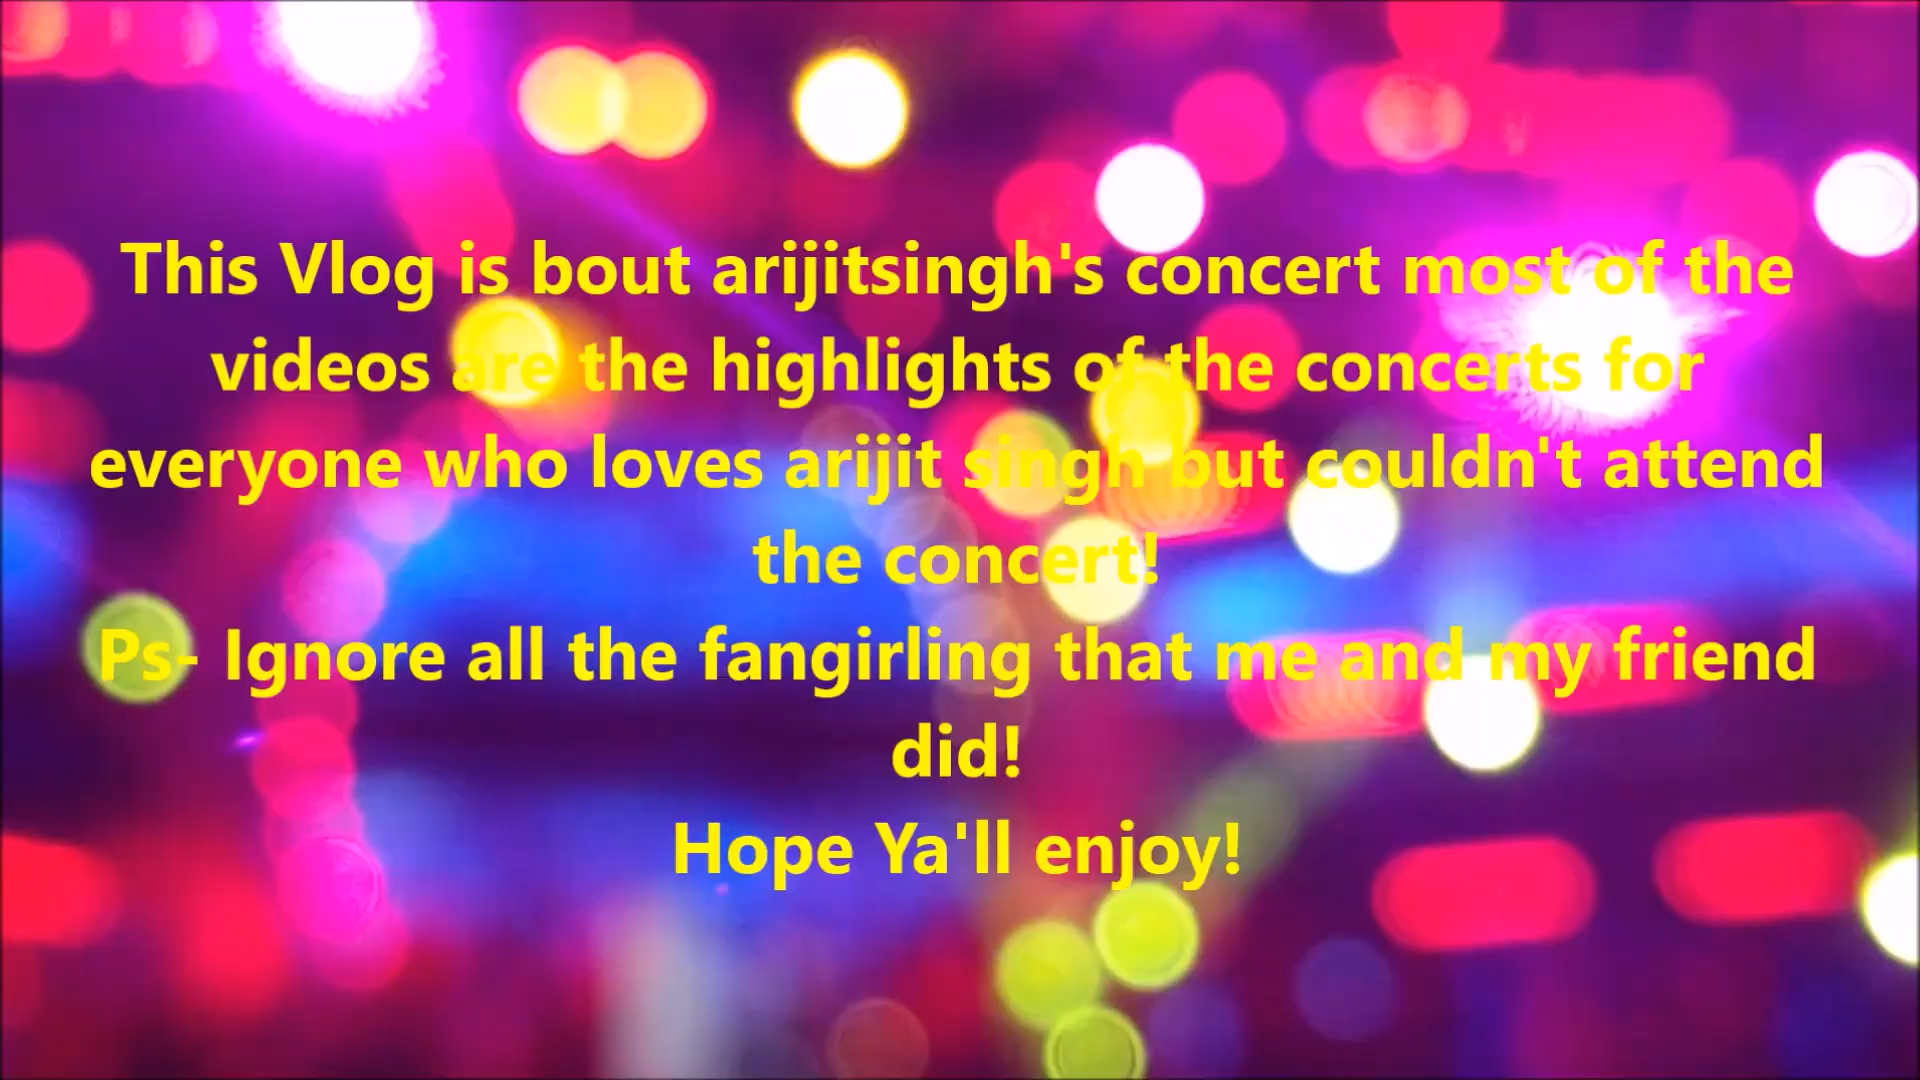 This Vlog is bout arijitsingh's concert most of the
videos are the highlights of the concerts for
everyone who loves arijit singh but couldn't attend
the concert!
Ps- Ignore all the fangirling that me and my friend
did!
Hope Ya'll enjoy!